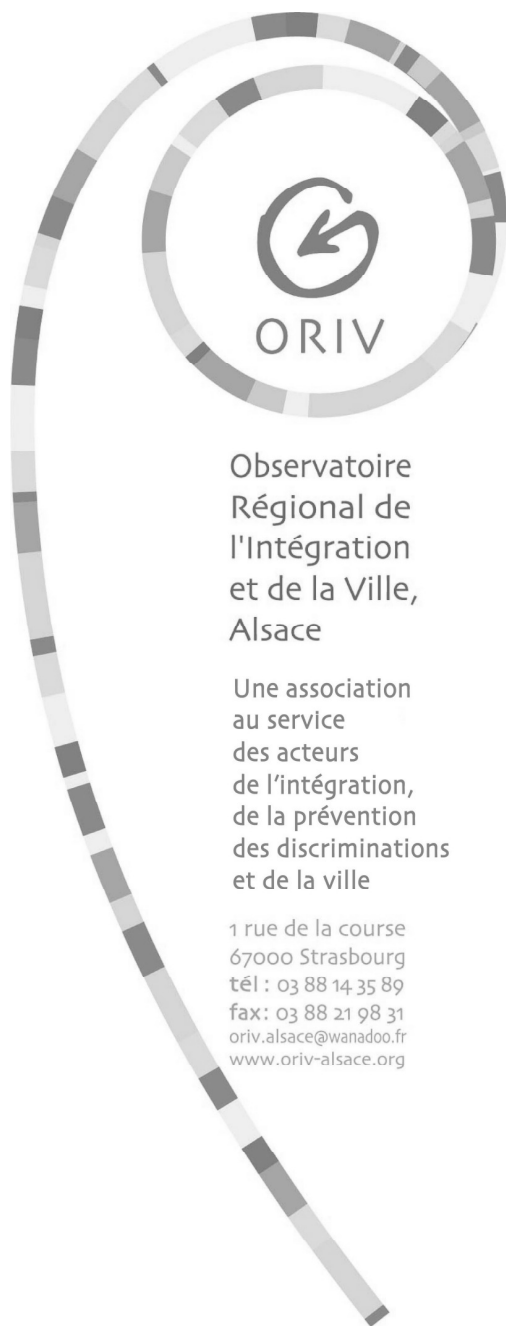 ORIV
Observatoire
Régional de
l'Intégration
et de la Ville,
Alsace
Une association
au service
des acteurs
de l'intégration,
de la prévention
des discriminations
et de la ville
1 rue de la course
67000 Strasbourg
tél : 03 88 14 35 89
fax: 03 88 21 98 31
oriv.alsace@wanadoo.fr
www.oriv-alsace.org